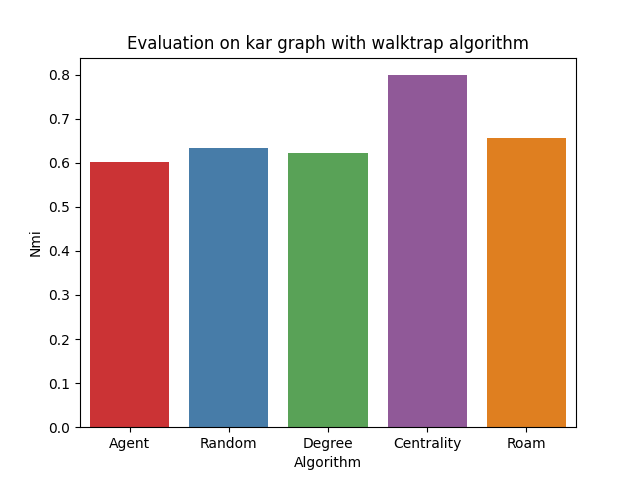 Evaluation on kar graph with walktrap algorithm
Nmi
0.8
0.7
0.6
0.5
0.4
0.3
0.2
0.1
0.0
Agent Random Degree Centrality Roam
Algorithm